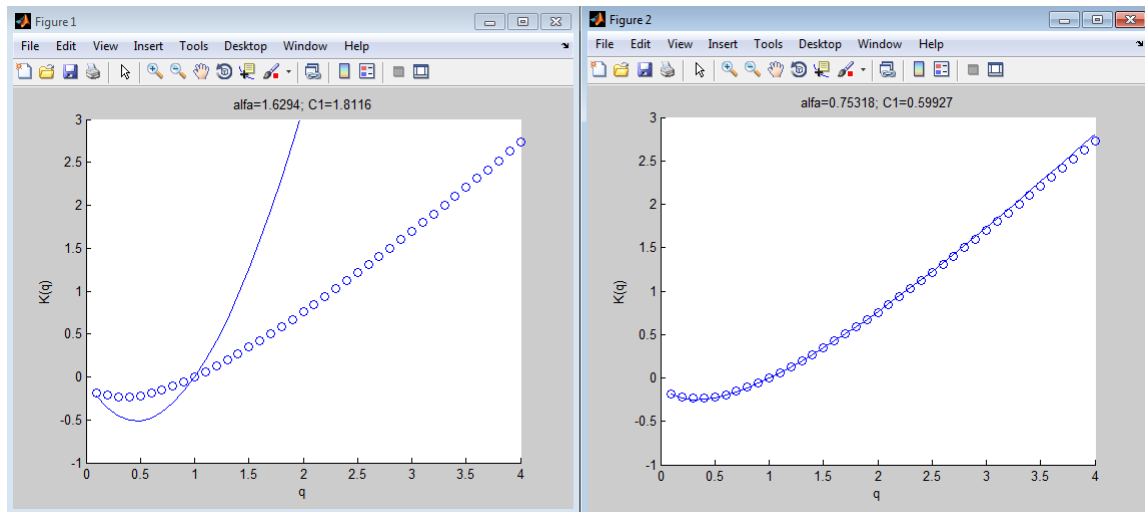 Figure 1
File Edit View Insert Tools Desktop Window Help
alfa=1.6294; C1=1.8116
3
2.5
2
1.5
1
0.5
0
-0.5
-1
K(q)
0 0.5 1 1.5 2 2.5 3 3.5 4
q
Figure 2
File Edit View Insert Tools Desktop Window Help
alfa=0.75318; C1=0.59927
3
2.5
2
1.5
1
0.5
0
-0.5
-1
K(q)
0 0.5 1 1.5 2 2.5 3 3.5 4
q